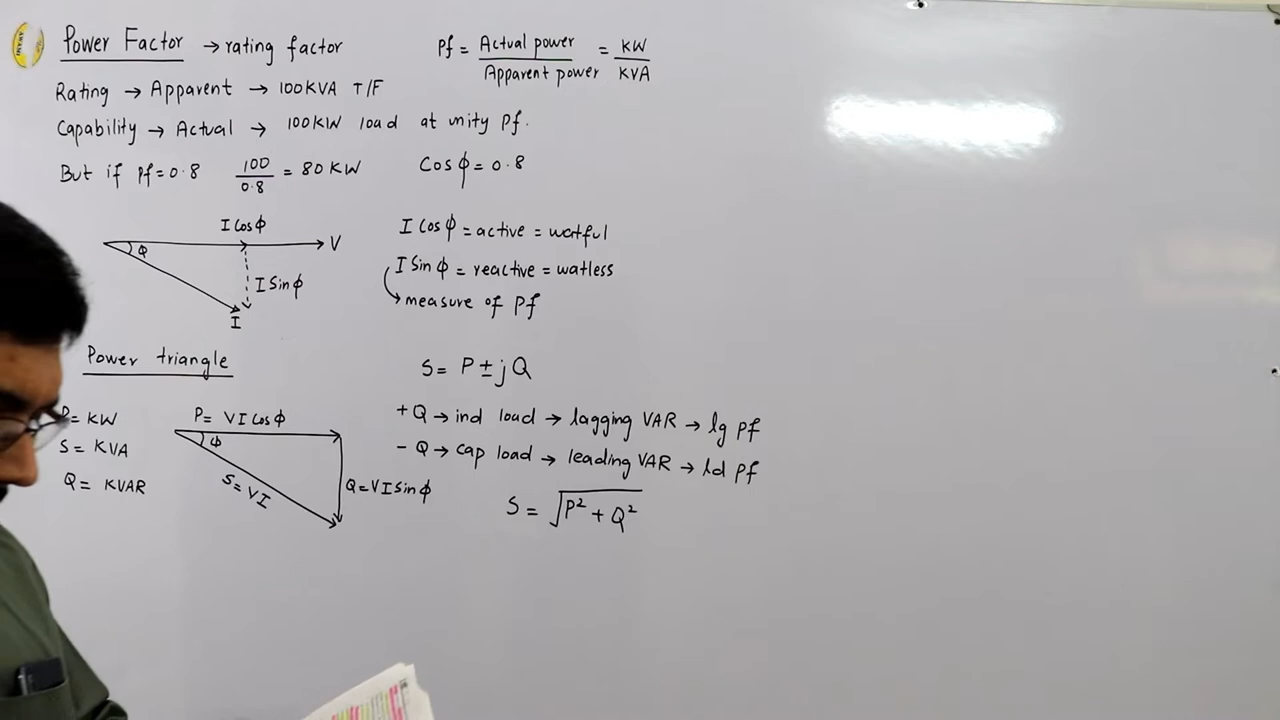 Power Factor → rating factor
Pf = Actual power / Apparent power = KW / KVA
Rating → Apparent → 100KVA T/F
Capability → Actual → 100KW load at unity Pf.
But if Pf = 0.8 100/0.8 = 80 KW Cos ϕ = 0.8
I Cos ϕ
V
ϕ
I Sin ϕ
I
I Cos ϕ = active = watful
I Sin ϕ = reactive = watless
→ measure of Pf
Power triangle
P = KW
S = KVA
Q = KVAR
P = VI Cos ϕ
ϕ
S = VI
Q = VI Sin ϕ
S = P ± j Q
+ Q → ind load → lagging VAR → lg Pf
- Q → cap load → leading VAR → ld Pf
S = √P² + Q²